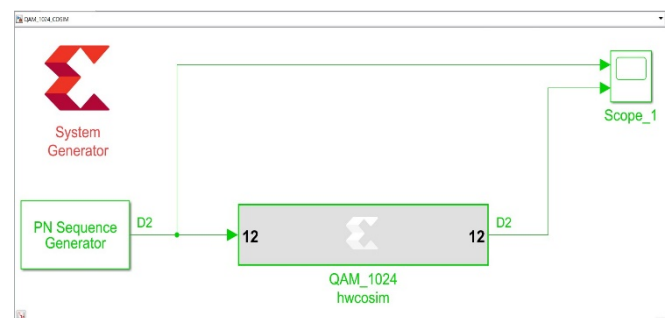 QAM_1024_COSIM
System
Generator
Scope_1
PN Sequence
Generator
D2
12
12
D2
QAM_1024
hwcosim